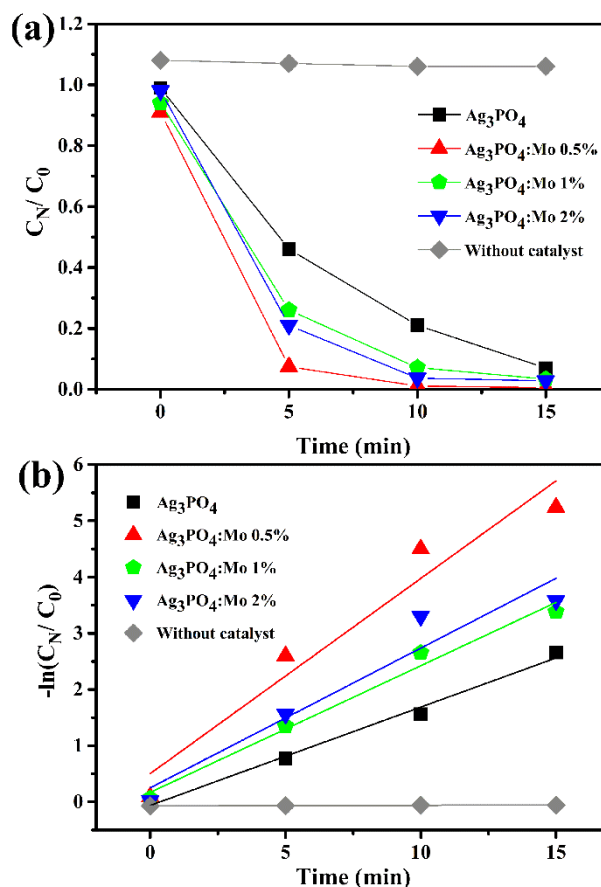 (a)
1.2
1.0
0.8
0.6
0.4
0.2
0.0
C_N/ C_0
Ag₃PO₄
Ag₃PO₄:Mo 0.5%
Ag₃PO₄:Mo 1%
Ag₃PO₄:Mo 2%
Without catalyst
0 5 10 15
Time (min)
(b)
6
5
4
3
2
1
0
-ln(C_N/ C_0)
Ag₃PO₄
Ag₃PO₄:Mo 0.5%
Ag₃PO₄:Mo 1%
Ag₃PO₄:Mo 2%
Without catalyst
0 5 10 15
Time (min)